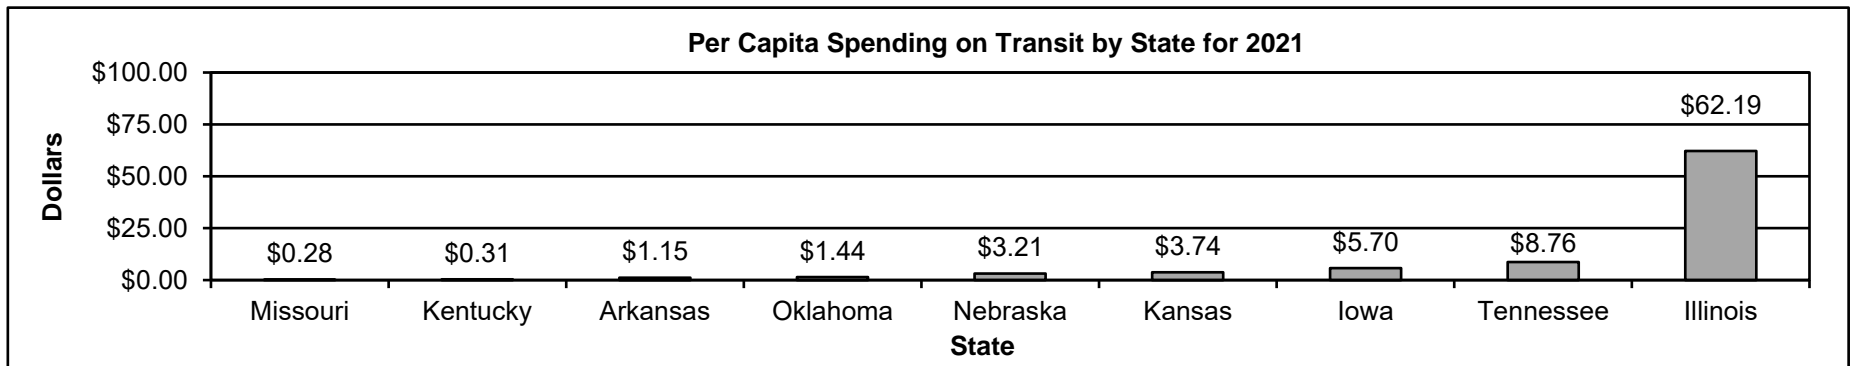 Per Capita Spending on Transit by State for 2021
$100.00
$75.00
$50.00
$25.00
$0.00
Dollars
$0.28
$0.31
$1.15
$1.44
$3.21
$3.74
$5.70
$8.76
$62.19
Missouri
Kentucky
Arkansas
Oklahoma
Nebraska
Kansas
Iowa
Tennessee
Illinois
State